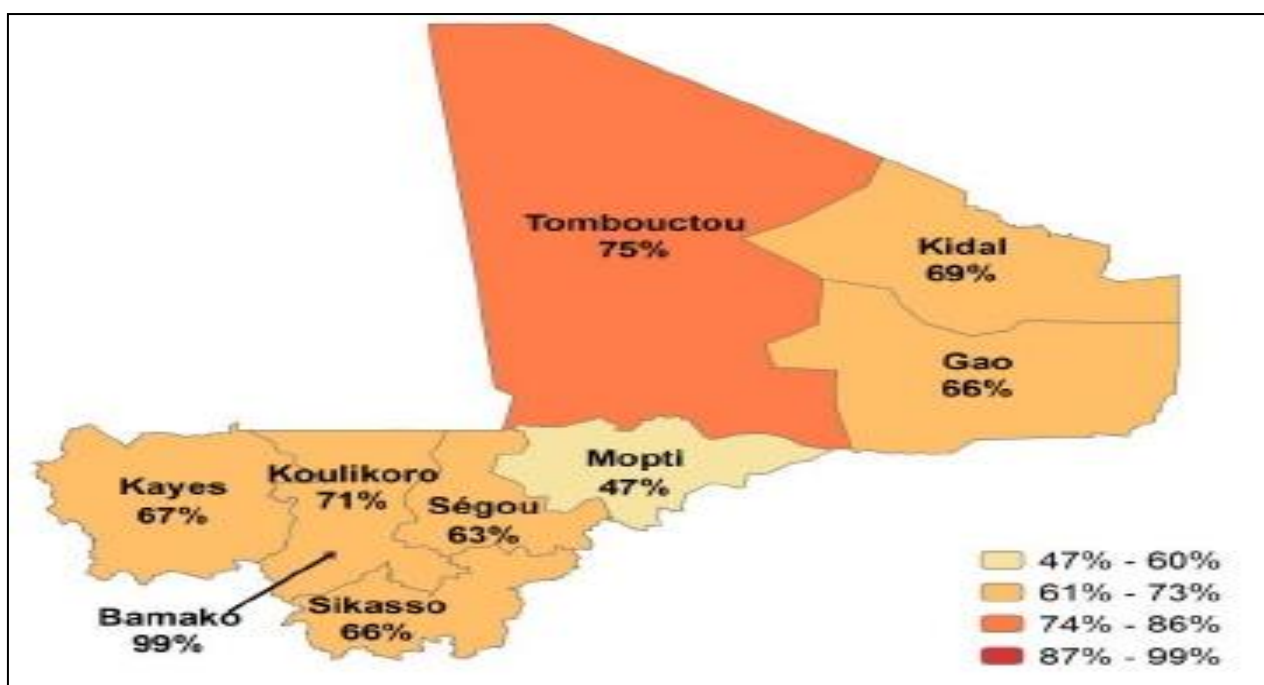 Tombouctou
75%
Kidal
69%
Gao
66%
Mopti
47%
Koulikoro
71%
Kayes
67%
Ségou
63%
Bamako
99%
Sikasso
66%
47% - 60%
61% - 73%
74% - 86%
87% - 99%